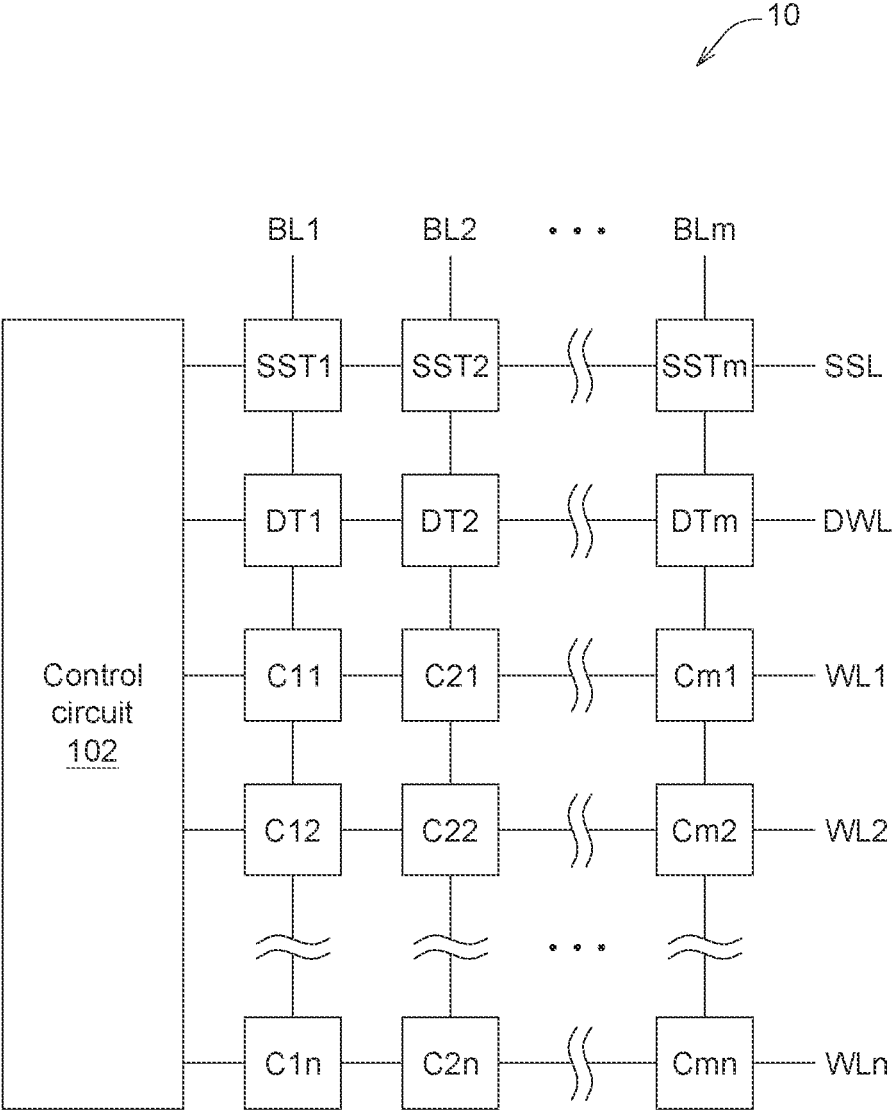 10
BL1 BL2 • • • BLm
SST1 SST2 SSTm SSL
DT1 DT2 DTm DWL
Control
circuit
102
C11 C21 Cm1 WL1
C12 C22 Cm2 WL2
• • •
C1n C2n Cmn WLn